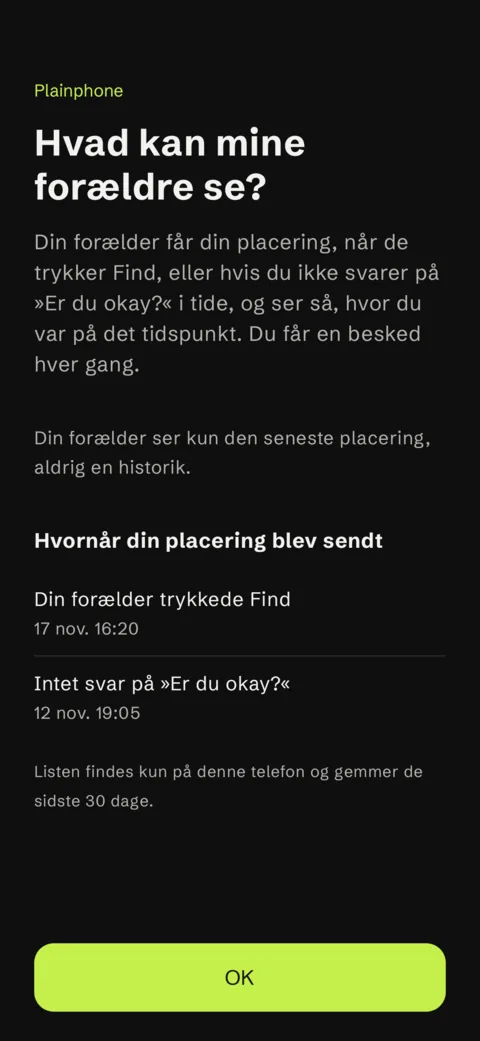 Plainphone
Hvad kan mine
forældre se?
Din forælder får din placering, når de
trykker Find, eller hvis du ikke svarer på
»Er du okay?« i tide, og ser så, hvor du
var på det tidspunkt. Du får en besked
hver gang.
Din forælder ser kun den seneste placering,
aldrig en historik.
Hvornår din placering blev sendt
Din forælder trykkede Find
17 nov. 16:20
Intet svar på »Er du okay?«
12 nov. 19:05
Listen findes kun på denne telefon og gemmer de
sidste 30 dage.
OK